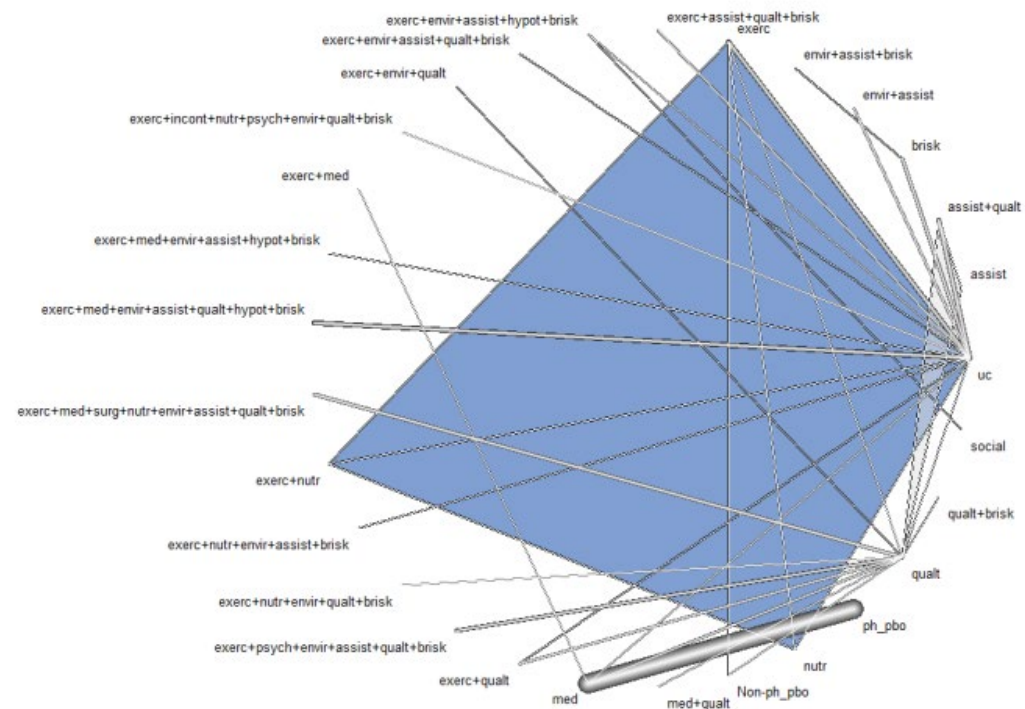 exerc+assist+qualt+brisk
exerc+envir+assist+hypot+brisk
exerc
exerc+envir+assist+qualt+brisk
envir+assist+brisk
exerc+envir+qualt
envir+assist
exerc+incont+nutr+psych+envir+qualt+brisk
brisk
exerc+med
assist+qualt
exerc+med+envir+assist+hypot+brisk
assist
exerc+med+envir+assist+qualt+hypot+brisk
uc
exerc+med+surg+nutr+envir+assist+qualt+brisk
social
exerc+nutr
qualt+brisk
exerc+nutr+envir+assist+brisk
qualt
exerc+nutr+envir+qualt+brisk
ph_pbo
exerc+psych+envir+assist+qualt+brisk
nutr
exerc+qualt
Non-ph_pbo
med
med+qualt